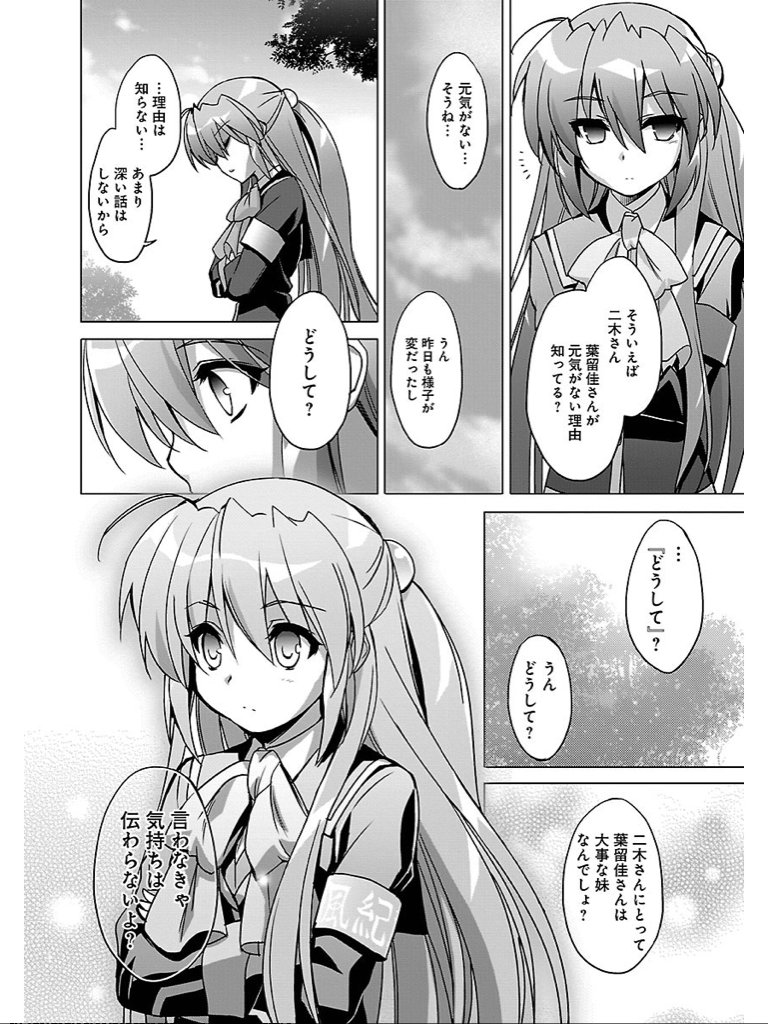 そういえば
二木さん
葉留佳さんが
元気がない理由
知ってる？
元気がない…
そうね…
うん
昨日も様子が
変だったし
…理由は
知らない…
あまり
深い話は
しないから
どうして？
…
『どうして』？
うん
どうして？
二木さんにとって
葉留佳さんは
大事な妹
なんでしょ？
言わなきゃ
気持ちは
伝わらないよ？
風紀